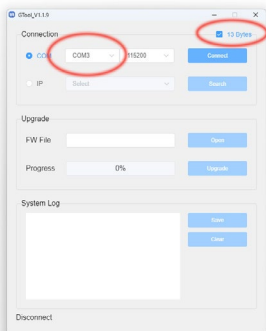 GTool_V1.1.9
Connection
13 Bytes
COM COM3 115200 Connect
IP Select Search
Upgrade
FW File Open
Progress 0% Upgrade
System Log
Save
Clear
Disconnect